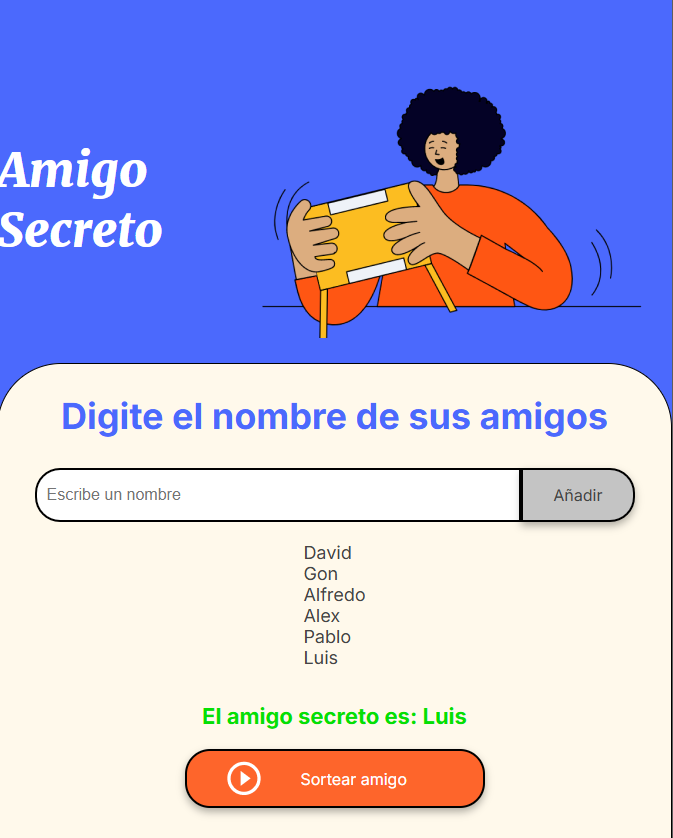 Amigo
Secreto
Digite el nombre de sus amigos
Escribe un nombre
Añadir
David
Gon
Alfredo
Alex
Pablo
Luis
El amigo secreto es: Luis
Sortear amigo